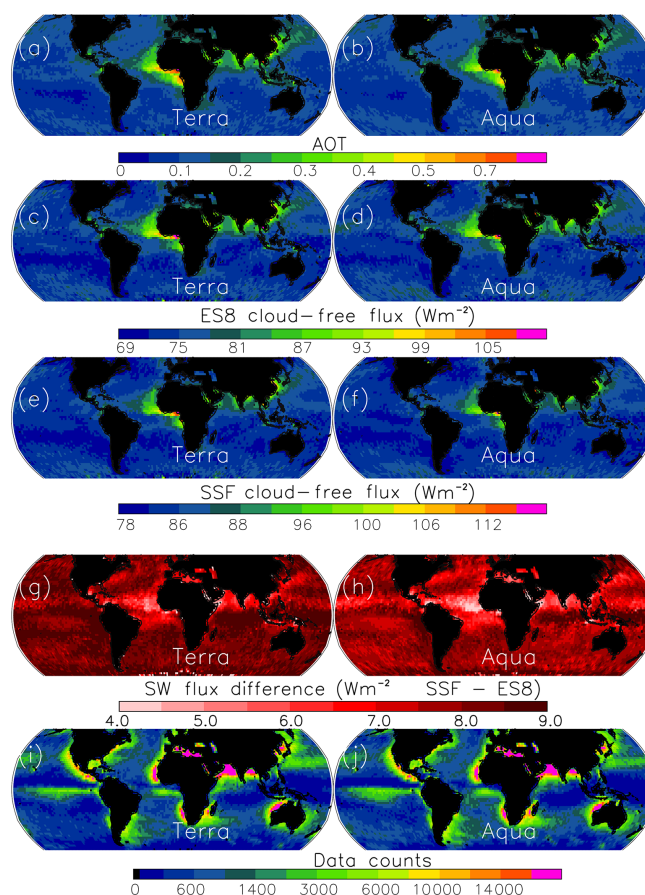 (a) (b)
Terra Aqua
AOT
0 0.1 0.2 0.3 0.4 0.5 0.7
(c) (d)
Terra Aqua
ES8 cloud−free flux (Wm⁻²)
69 75 81 87 93 99 105
(e) (f)
Terra Aqua
SSF cloud−free flux (Wm⁻²)
78 86 88 96 100 106 112
(g) (h)
Terra Aqua
SW flux difference (Wm⁻² SSF − ES8)
4.0 5.0 6.0 7.0 8.0 9.0
(i) (j)
Terra Aqua
Data counts
0 600 1400 3000 6000 10000 14000